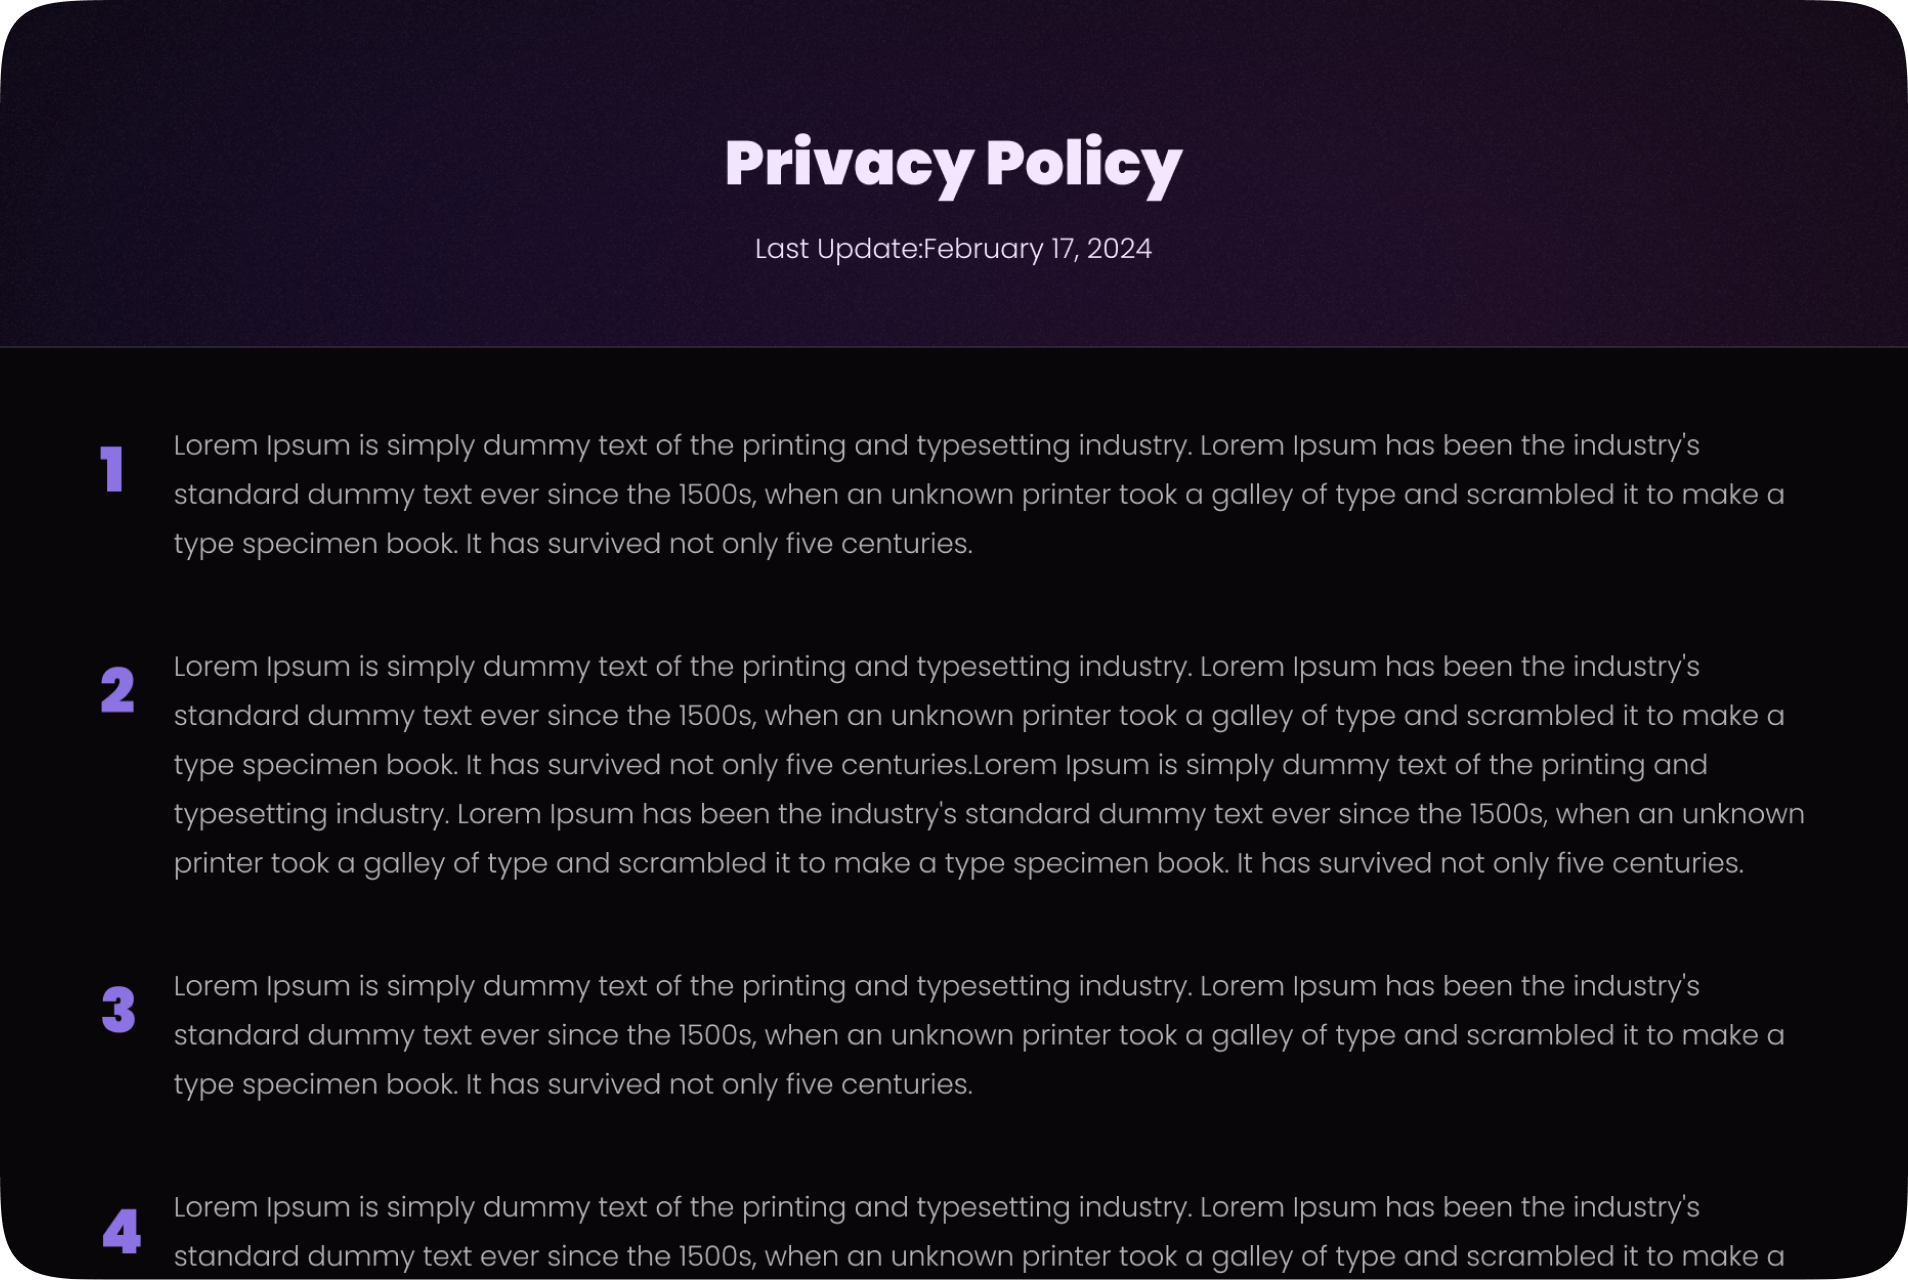 Privacy Policy
Last Update:February 17, 2024
1
Lorem Ipsum is simply dummy text of the printing and typesetting industry. Lorem Ipsum has been the industry's
standard dummy text ever since the 1500s, when an unknown printer took a galley of type and scrambled it to make a
type specimen book. It has survived not only five centuries.
2
Lorem Ipsum is simply dummy text of the printing and typesetting industry. Lorem Ipsum has been the industry's
standard dummy text ever since the 1500s, when an unknown printer took a galley of type and scrambled it to make a
type specimen book. It has survived not only five centuries.Lorem Ipsum is simply dummy text of the printing and
typesetting industry. Lorem Ipsum has been the industry's standard dummy text ever since the 1500s, when an unknown
printer took a galley of type and scrambled it to make a type specimen book. It has survived not only five centuries.
3
Lorem Ipsum is simply dummy text of the printing and typesetting industry. Lorem Ipsum has been the industry's
standard dummy text ever since the 1500s, when an unknown printer took a galley of type and scrambled it to make a
type specimen book. It has survived not only five centuries.
4
Lorem Ipsum is simply dummy text of the printing and typesetting industry. Lorem Ipsum has been the industry's
standard dummy text ever since the 1500s, when an unknown printer took a galley of type and scrambled it to make a